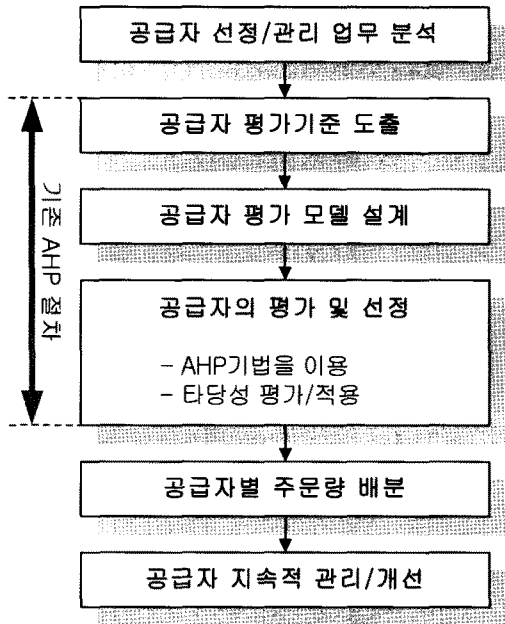 공급자 선정/관리 업무 분석
공급자 평가기준 도출
공급자 평가 모델 설계
기존 AHP 절차
공급자의 평가 및 선정
- AHP기법을 이용
- 타당성 평가/적용
공급자별 주문량 배분
공급자 지속적 관리/개선